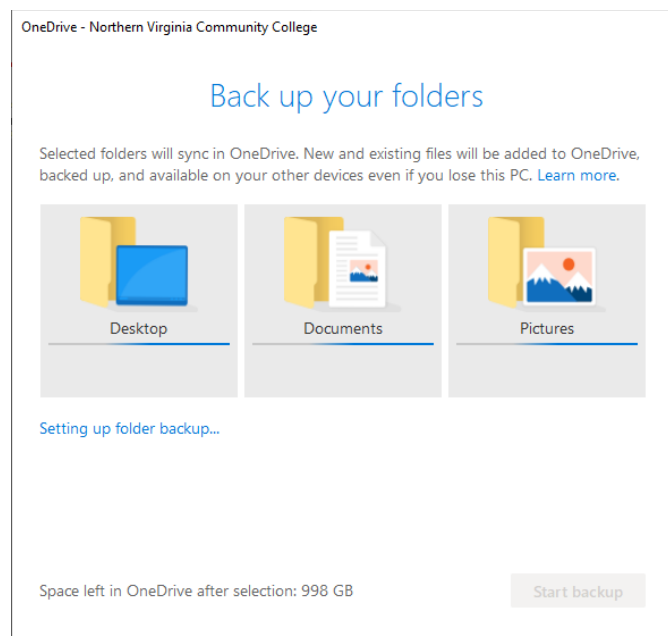 OneDrive - Northern Virginia Community College
Back up your folders
Selected folders will sync in OneDrive. New and existing files will be added to OneDrive,
backed up, and available on your other devices even if you lose this PC. Learn more.
Desktop
Documents
Pictures
Setting up folder backup...
Space left in OneDrive after selection: 998 GB
Start backup